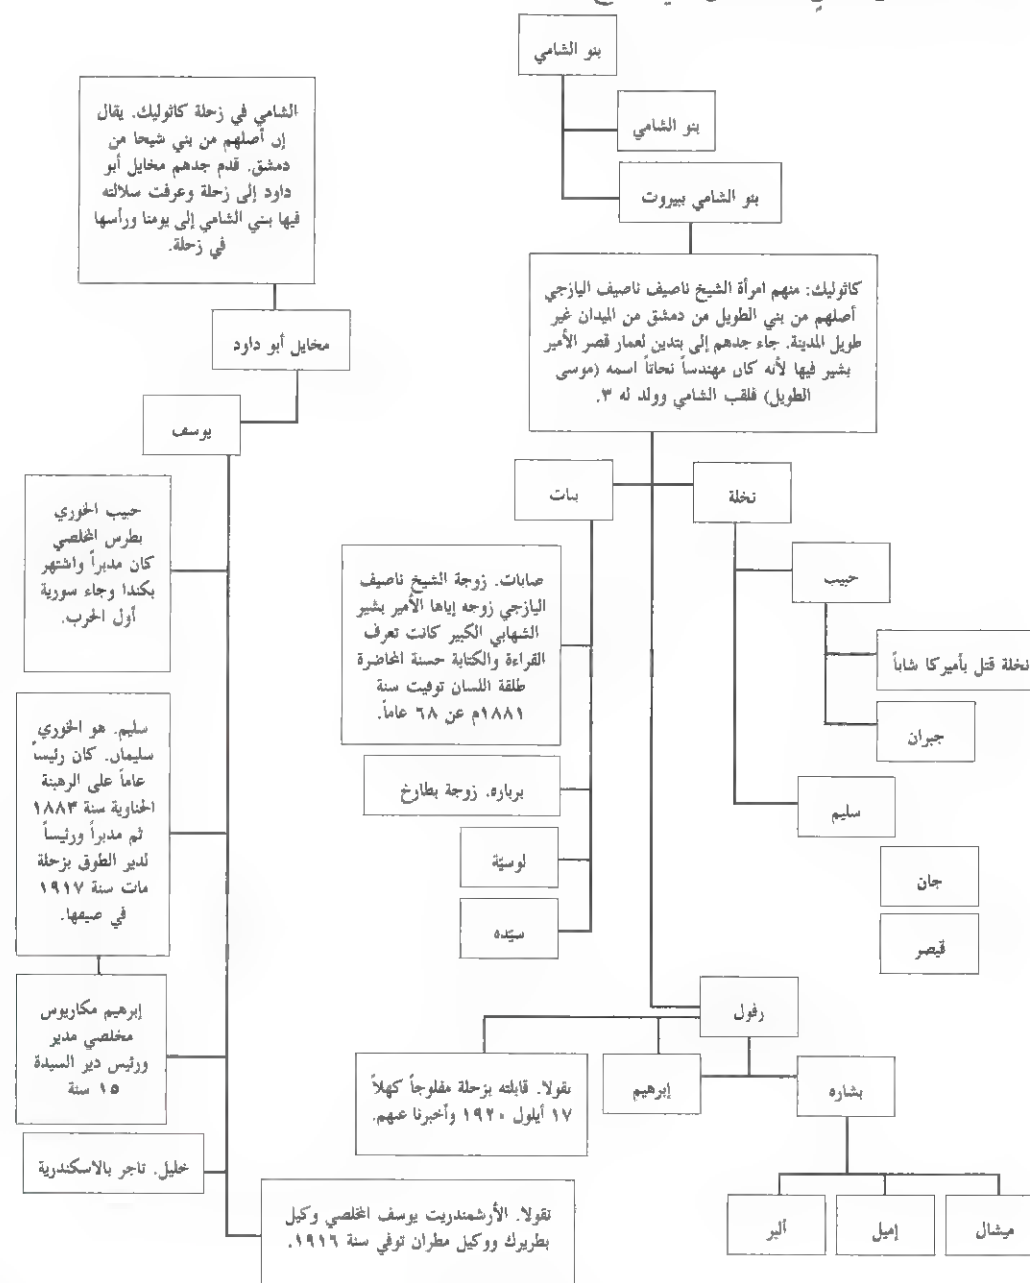 بنو الشامي
بنو الشامي
بنو الشامي ببيروت
كاثوليك: منهم امرأة الشيخ ناصيف ناصيف اليازجي
أصلهم من بني الطويل من دمشق من الميدان غير
طويل المدينة. جاء جدهم إلى بتدين لعمار قصر الأمير
بشير فيها لأنه كان مهندساً نحاتاً اسمه (موسى
الطويل) فلقب الشامي وولد له ٣.
نخلة
حبيب
نخلة قتل بأميركا شاباً
جبران
سليم
جان
قيصر
بنات
صابات. زوجة الشيخ ناصيف
اليازجي زوجه إياها الأمير بشير
الشهابي الكبير كانت تعرف
القراءة والكتابة حسنة المحاضرة
طلقة اللسان توفيت سنة
١٨٨١م عن ٦٨ عاماً.
برباره. زوجة بطارخ
لوسيّة
سيّده
رفول
بشاره
إبرهيم
نقولا. قابلته بزحلة مفلوجاً كهلاً
١٧ أيلول ١٩٢٠ وأخبرنا عنهم.
ميشال
إميل
ألبر
الشامي في زحلة كاثوليك. يقال
إن أصلهم من بني شيحا من
دمشق. قدم جدهم مخايل أبو
داود إلى زحلة وعرفت سلالته
فيها ببني الشامي إلى يومنا ورأسها
في زحلة.
مخايل أبو داود
يوسف
حبيب الخوري
بطرس المخلصي
كان مدبراً واشتهر
بكندا وجاء سورية
أول الحرب.
سليم. هو الخوري
سليمان. كان رئيساً
عاماً على الرهبنة
الحناوية سنة ١٨٨٣
ثم مدبراً ورئيساً
لدير الطوق بزحلة
مات سنة ١٩١٧
في صيفها.
إبرهيم مكاريوس
مخلصي مدير
ورئيس دير السيدة
١٥ سنة
خليل. تاجر بالاسكندرية
نقولا. الأرشمندريت يوسف المخلصي وكيل
بطريرك ووكيل مطران توفي سنة ١٩١٦.